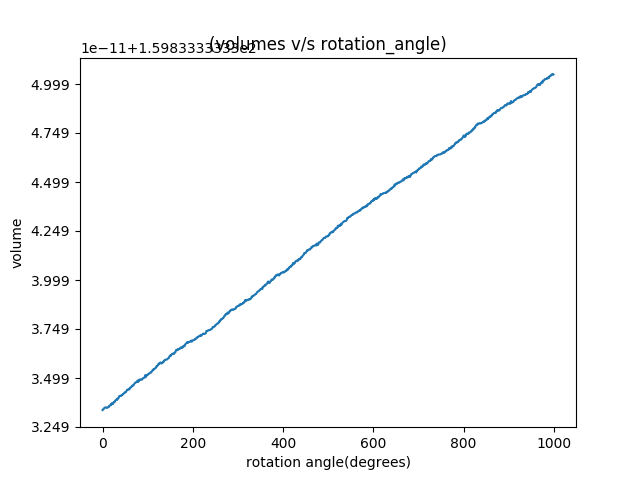 (volumes v/s rotation_angle)
1e−11+1.5983333333e2
4.999
4.749
4.499
4.249
3.999
3.749
3.499
3.249
volume
0 200 400 600 800 1000
rotation angle(degrees)